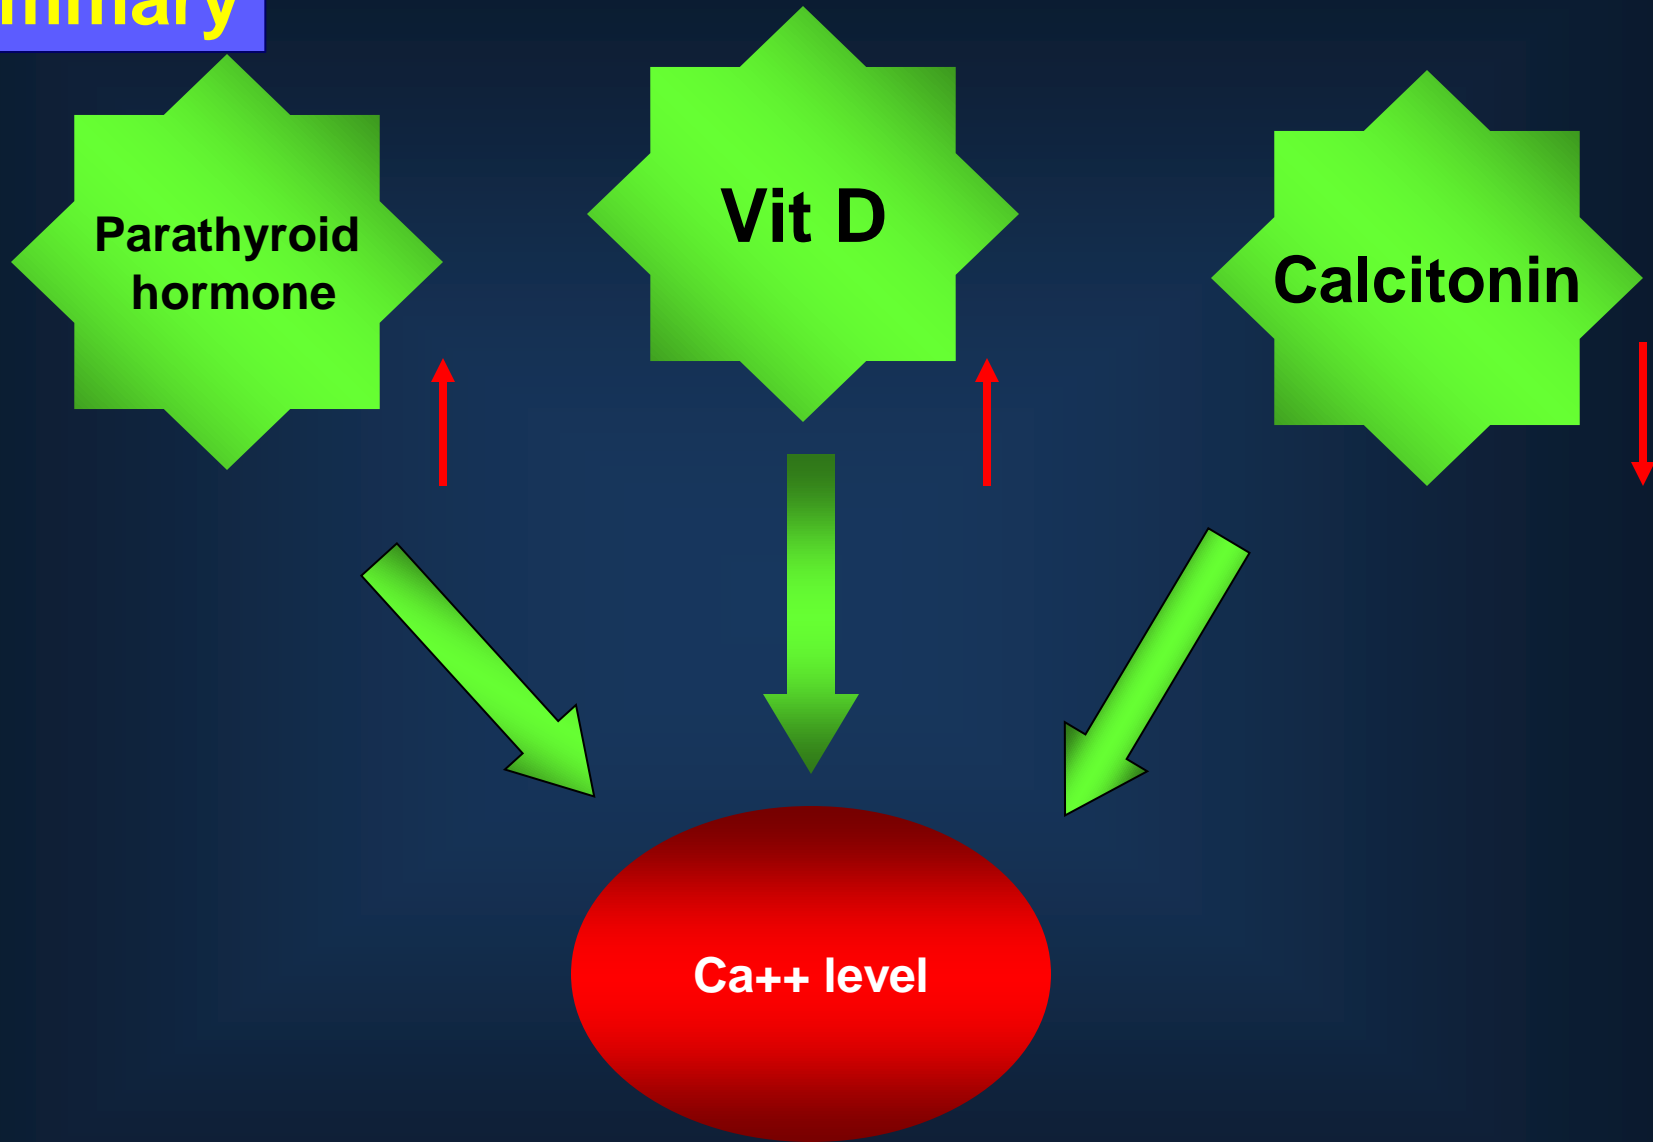 Parathyroid
hormone
Vit D
Calcitonin
Ca++ level